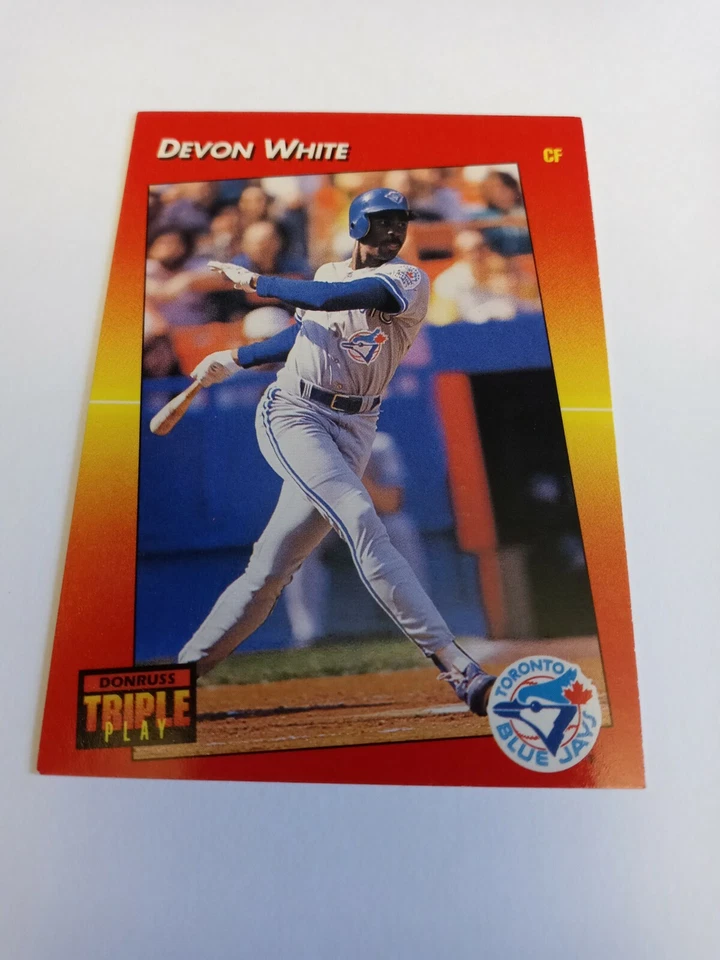 DEVON WHITE
CF
DONRUSS
TRIPLE
PLAY
TORONTO
BLUE JAYS